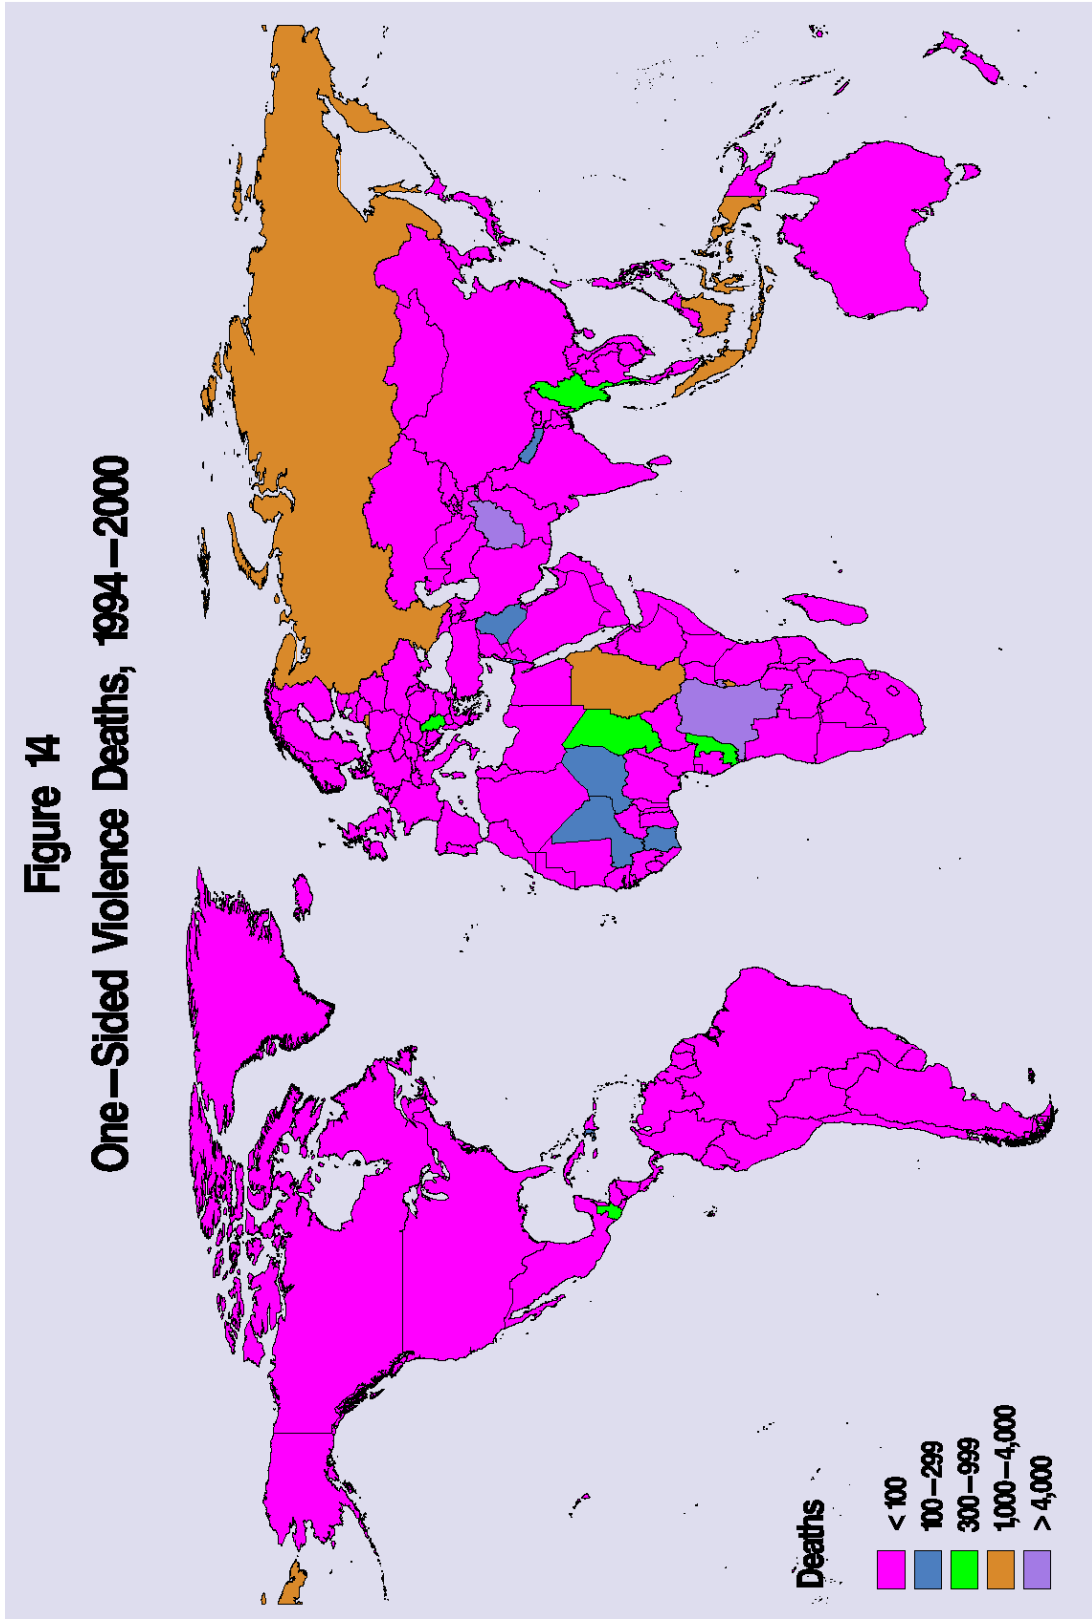 Figure 14
One-Sided Violence Deaths, 1994-2000
Deaths
< 100
100-299
300-999
1,000-4,000
> 4,000